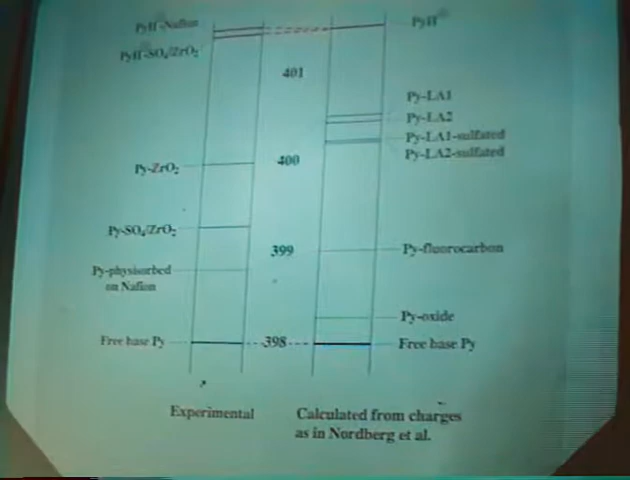 PyH⁺-Nafion
PyH⁺-SO₄/ZrO₂
Py-ZrO₂
Py-SO₄/ZrO₂
Py-physisorbed
on Nafion
Free base Py
401
400
399
398
PyH⁺
Py-LA1
Py-LA2
Py-LA1-sulfated
Py-LA2-sulfated
Py-fluorocarbon
Py-oxide
Free base Py
Experimental
Calculated from charges
as in Nordberg et al.